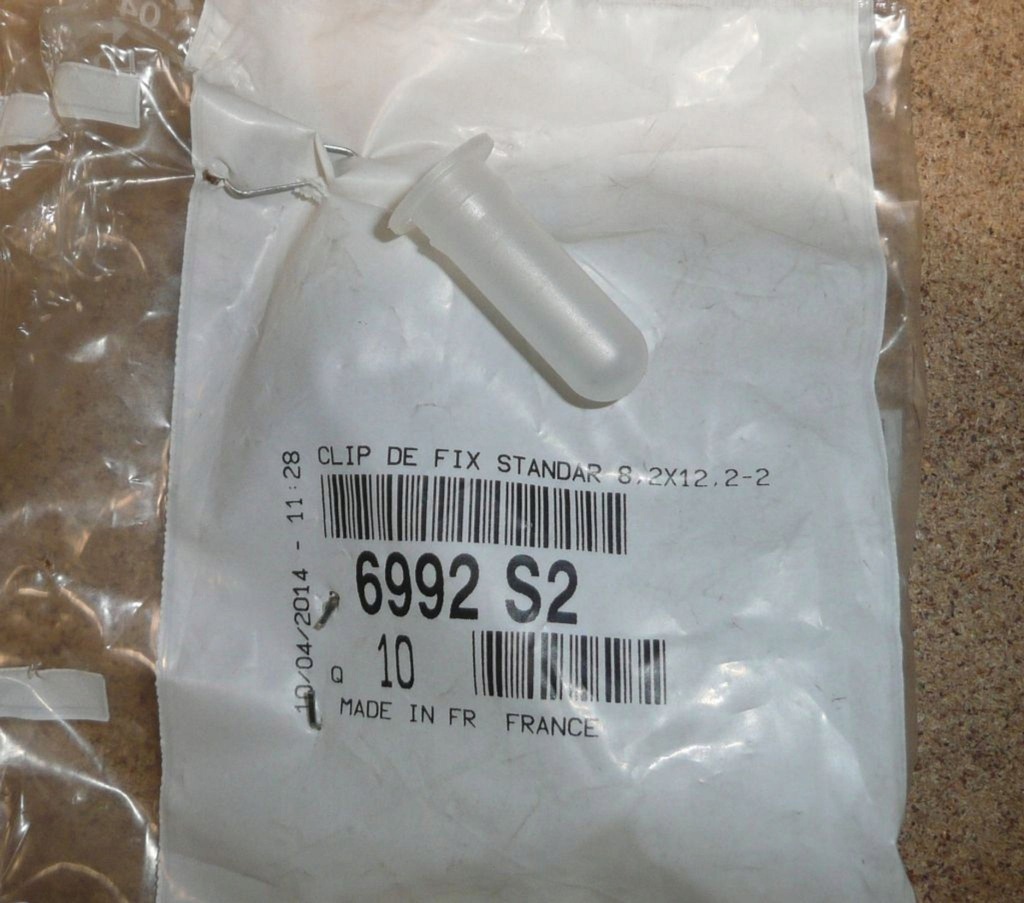 04
CLIP DE FIX STANDAR 8,2X12,2-2
10/04/2014 - 11:28
6992 S2
Q 10
MADE IN FR FRANCE